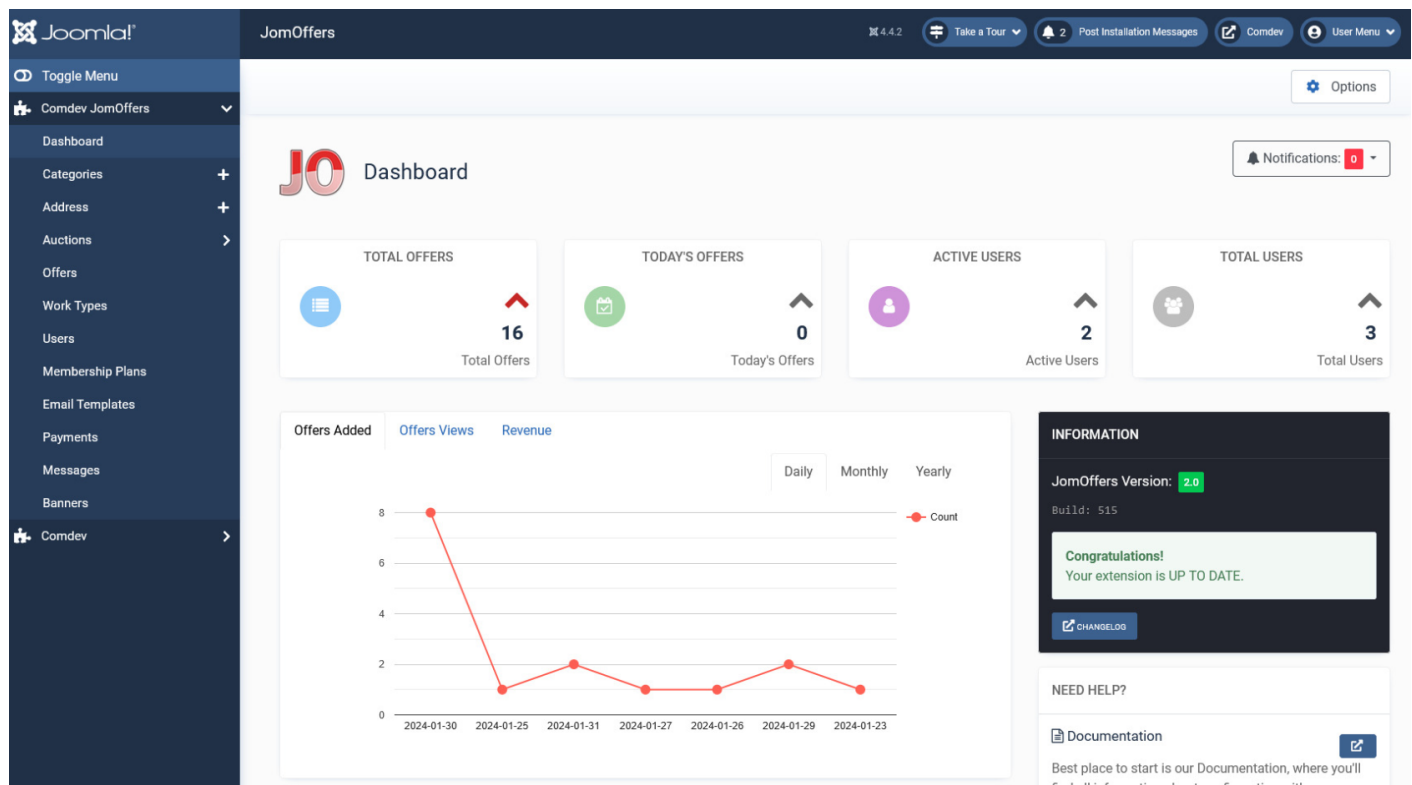 Joomla!
JomOffers
4.4.2
Take a Tour
2 Post Installation Messages
Comdev
User Menu
Toggle Menu
Comdev JomOffers
Dashboard
Categories
Address
Auctions
Offers
Work Types
Users
Membership Plans
Email Templates
Payments
Messages
Banners
Comdev
Options
JO
Dashboard
Notifications: 0
TOTAL OFFERS
16
Total Offers
TODAY'S OFFERS
0
Today's Offers
ACTIVE USERS
2
Active Users
TOTAL USERS
3
Total Users
Offers Added
Offers Views
Revenue
Daily
Monthly
Yearly
8
6
4
2
0
Count
2024-01-30
2024-01-25
2024-01-31
2024-01-27
2024-01-26
2024-01-29
2024-01-23
INFORMATION
JomOffers Version: 2.0
Build: 515
Congratulations!
Your extension is UP TO DATE.
CHANGELOG
NEED HELP?
Documentation
Best place to start is our Documentation, where you'll